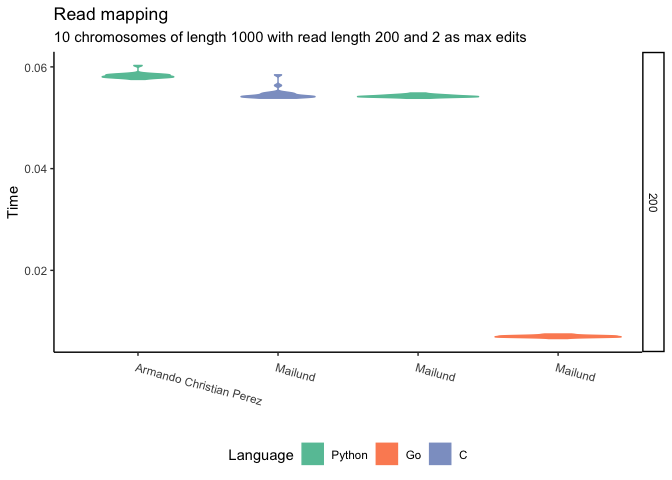 Read mapping
10 chromosomes of length 1000 with read length 200 and 2 as max edits
0.06
0.04
0.02
Time
200
Armando Christian Perez
Mailund
Mailund
Mailund
Language Python Go C